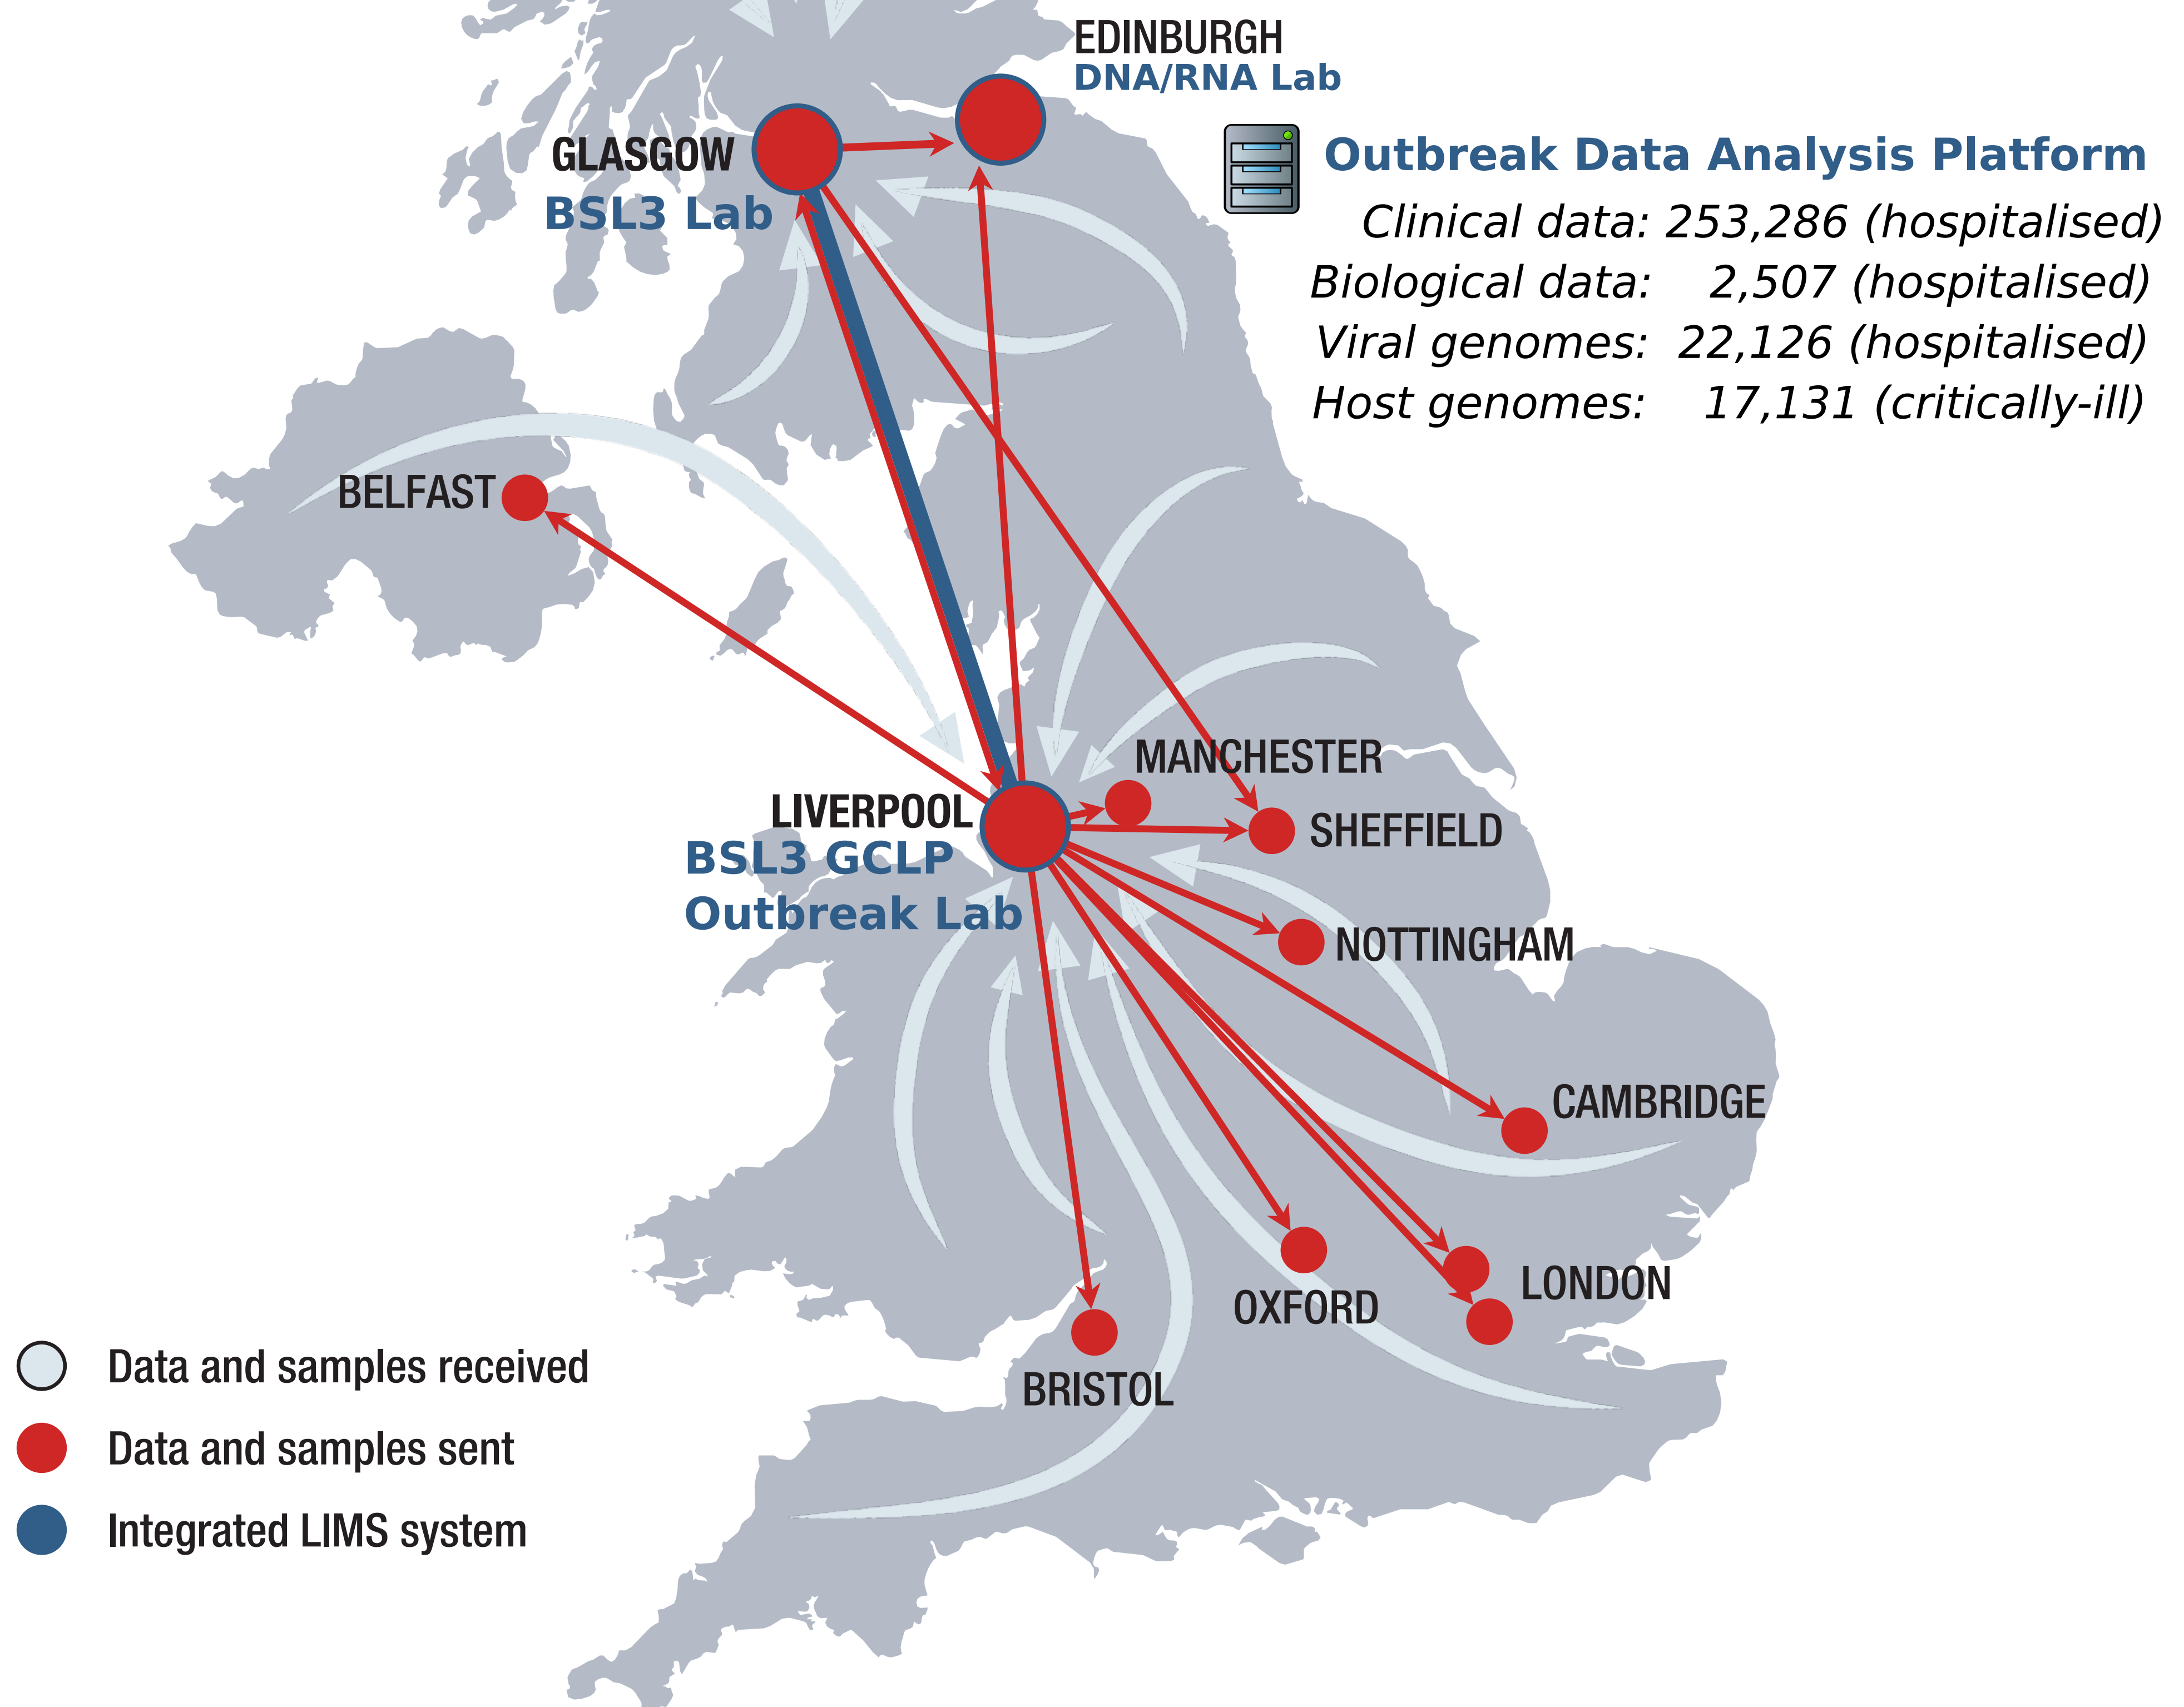 EDINBURGH
DNA/RNA Lab
GLASGOW
BSL3 Lab
Outbreak Data Analysis Platform
Clinical data: 253,286 (hospitalised)
Biological data: 2,507 (hospitalised)
Viral genomes: 22,126 (hospitalised)
Host genomes: 17,131 (critically-ill)
BELFAST
MANCHESTER
LIVERPOOL
BSL3 GCLP
Outbreak Lab
SHEFFIELD
NOTTINGHAM
CAMBRIDGE
LONDON
OXFORD
BRISTOL
Data and samples received
Data and samples sent
Integrated LIMS system